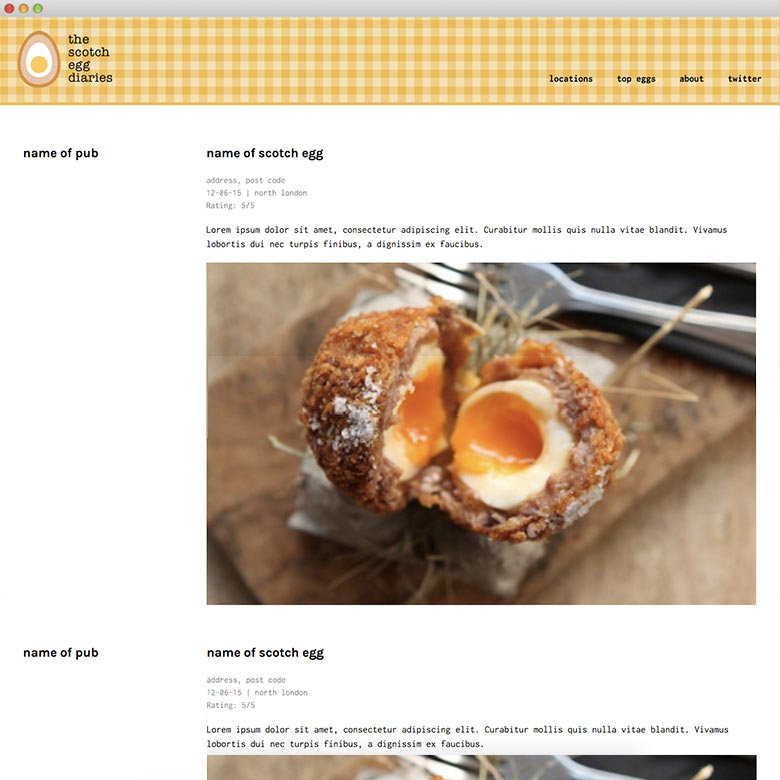 the
scotch
egg
diaries
locations top eggs about twitter
name of pub
name of scotch egg
address, post code
12-06-15 | north london
Rating: 5/5
Lorem ipsum dolor sit amet, consectetur adipiscing elit. Curabitur mollis quis nulla vitae blandit. Vivamus
lobortis dui nec turpis finibus, a dignissim ex faucibus.
name of pub
name of scotch egg
address, post code
12-06-15 | north london
Rating: 5/5
Lorem ipsum dolor sit amet, consectetur adipiscing elit. Curabitur mollis quis nulla vitae blandit. Vivamus
lobortis dui nec turpis finibus, a dignissim ex faucibus.